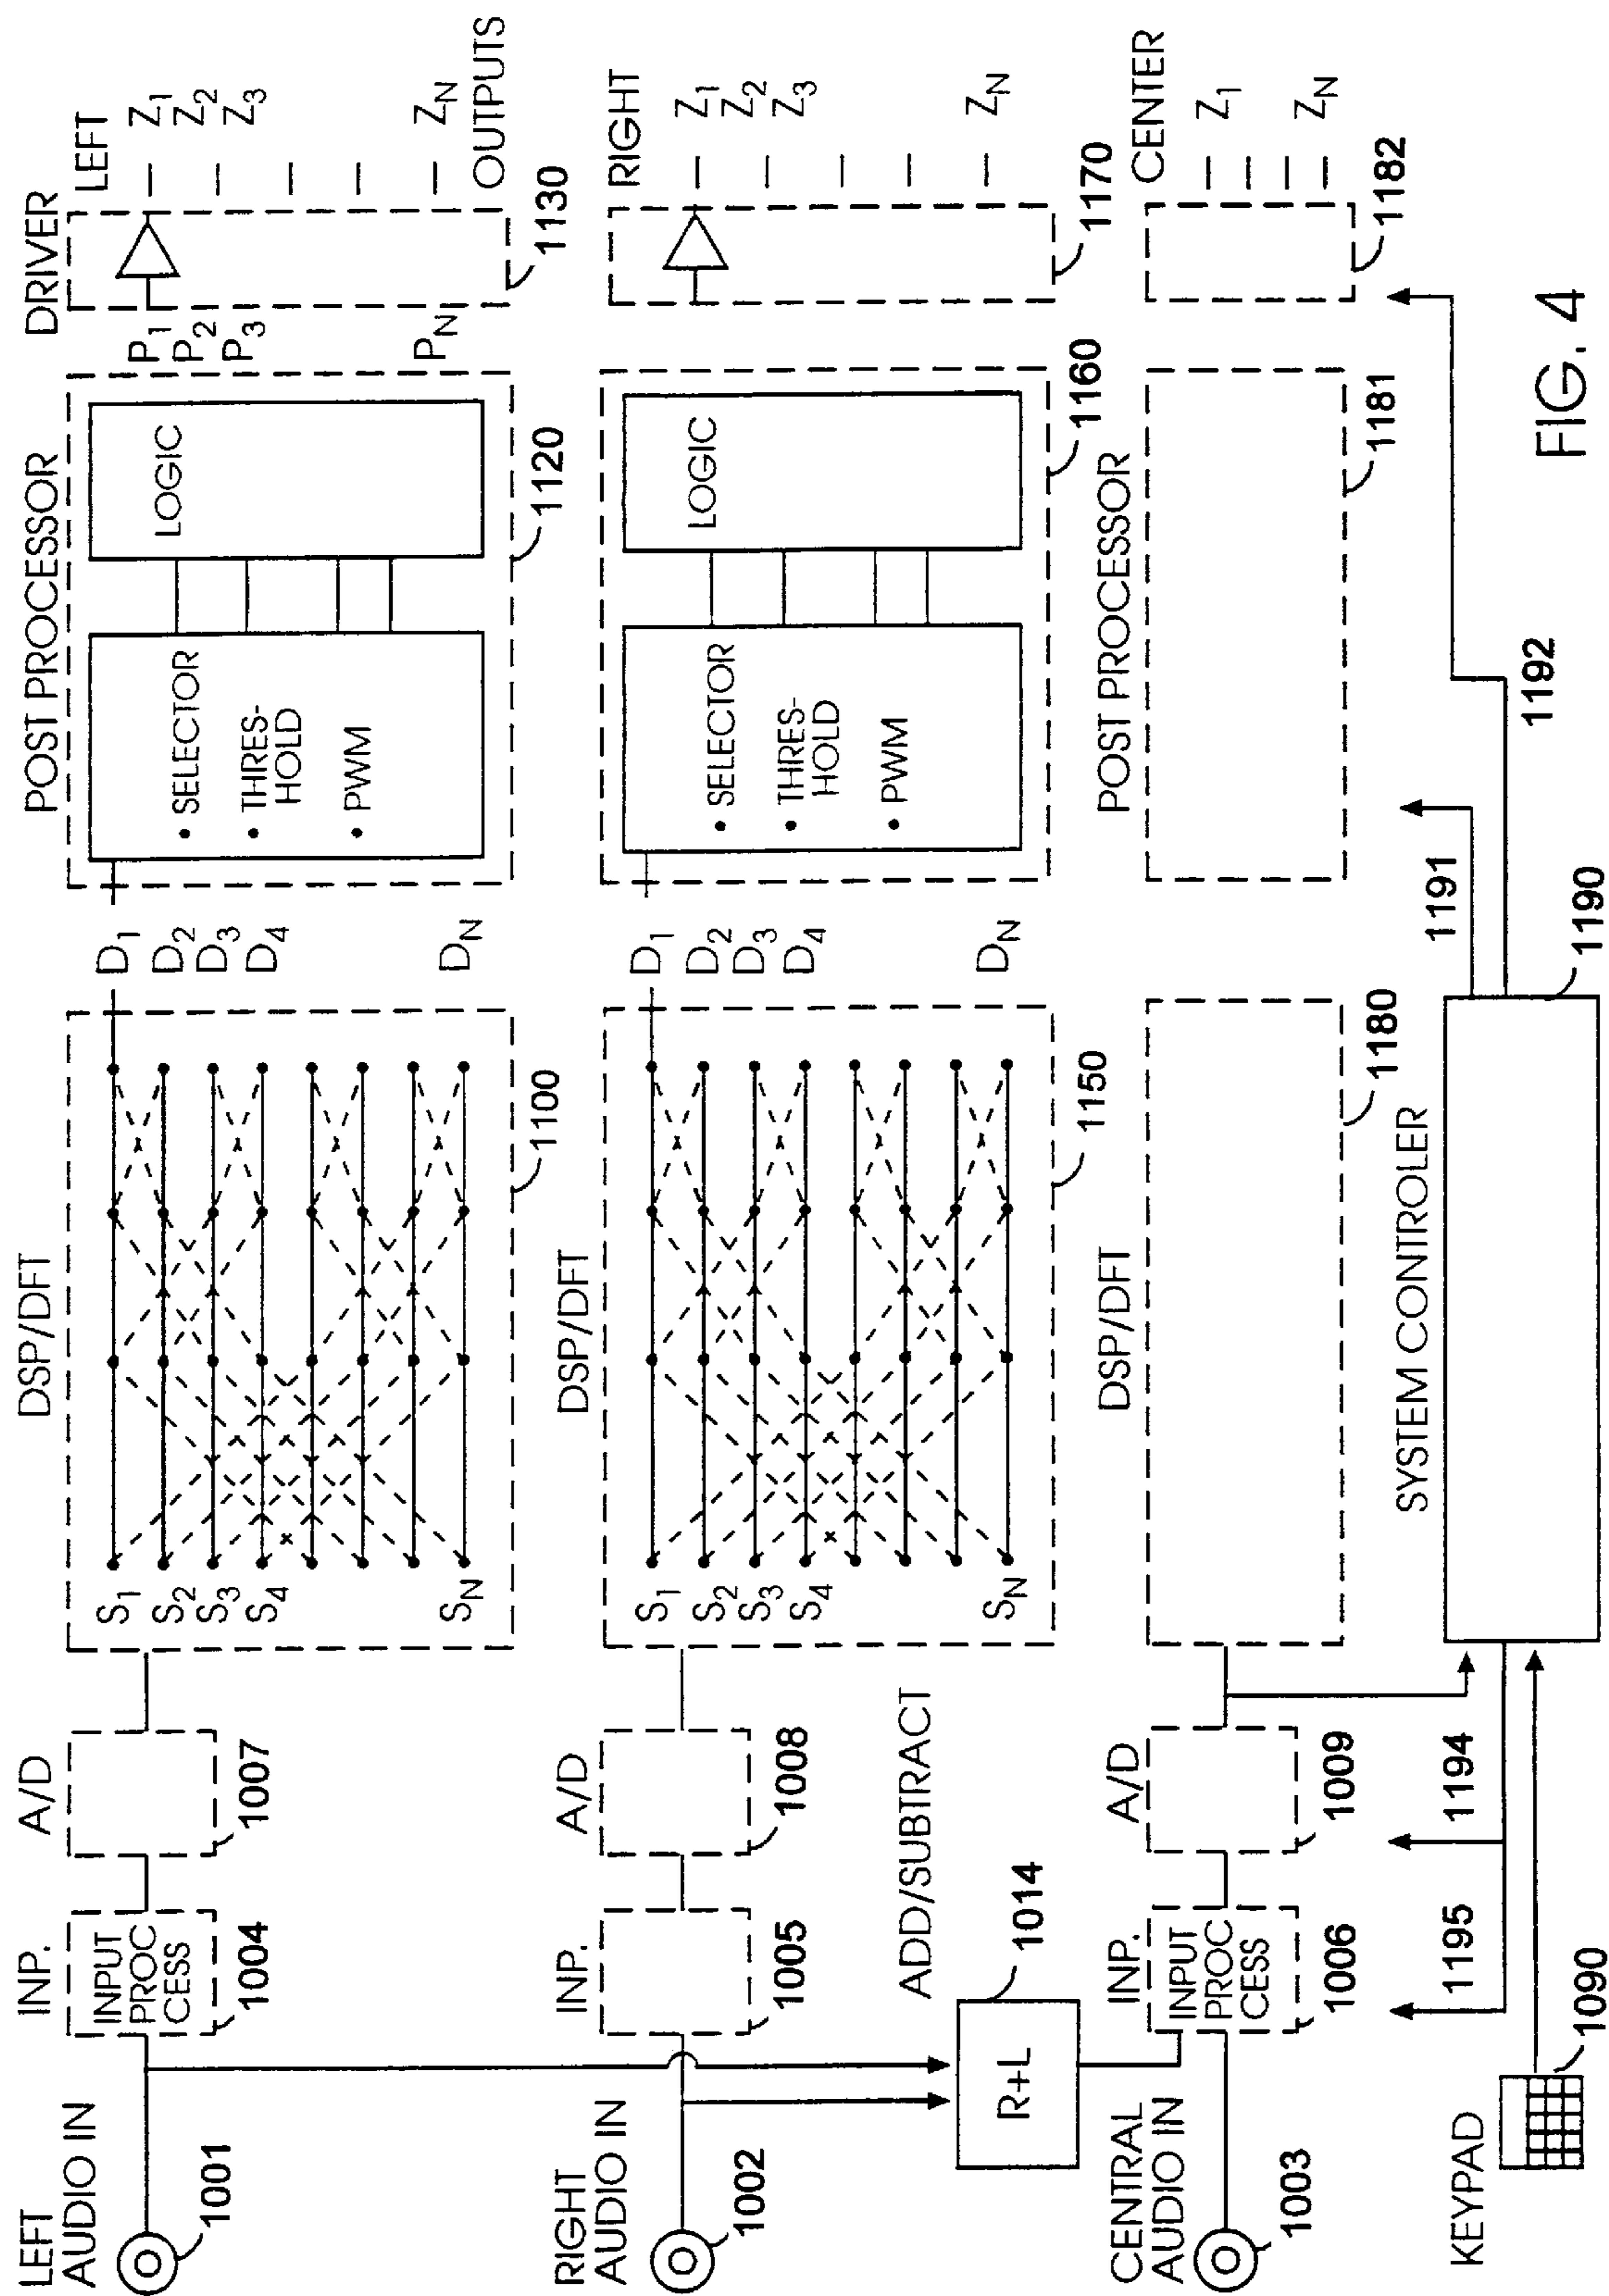 LEFT
AUDIO IN
1001
INP.
INPUT
PROC
CESS
1004
A/D
1007
DSP/DFT
S1
S2
S3
S4
SN
1100
D1
D2
D3
D4
DN
POST PROCESSOR
• SELECTOR
• THRES-
HOLD
• PWM
LOGIC
1120
P1
P2
P3
PN
DRIVER
1130
LEFT
Z1
Z2
Z3
ZN
OUTPUTS
RIGHT
AUDIO IN
1002
INP.
1005
A/D
1008
DSP/DFT
S1
S2
S3
S4
SN
1150
D1
D2
D3
D4
DN
• SELECTOR
• THRES-
HOLD
• PWM
LOGIC
1160
1170
RIGHT
Z1
Z2
Z3
ZN
ADD/SUBTRACT
R+L
1014
CENTRAL
AUDIO IN
1003
INP.
INPUT
PROC
CESS
1006
A/D
1009
DSP/DFT
1180
POST PROCESSOR
1181
1182
CENTER
Z1
ZN
KEYPAD
1090
1195
1194
SYSTEM CONTROLER
1190
1191
1192
FIG. 4